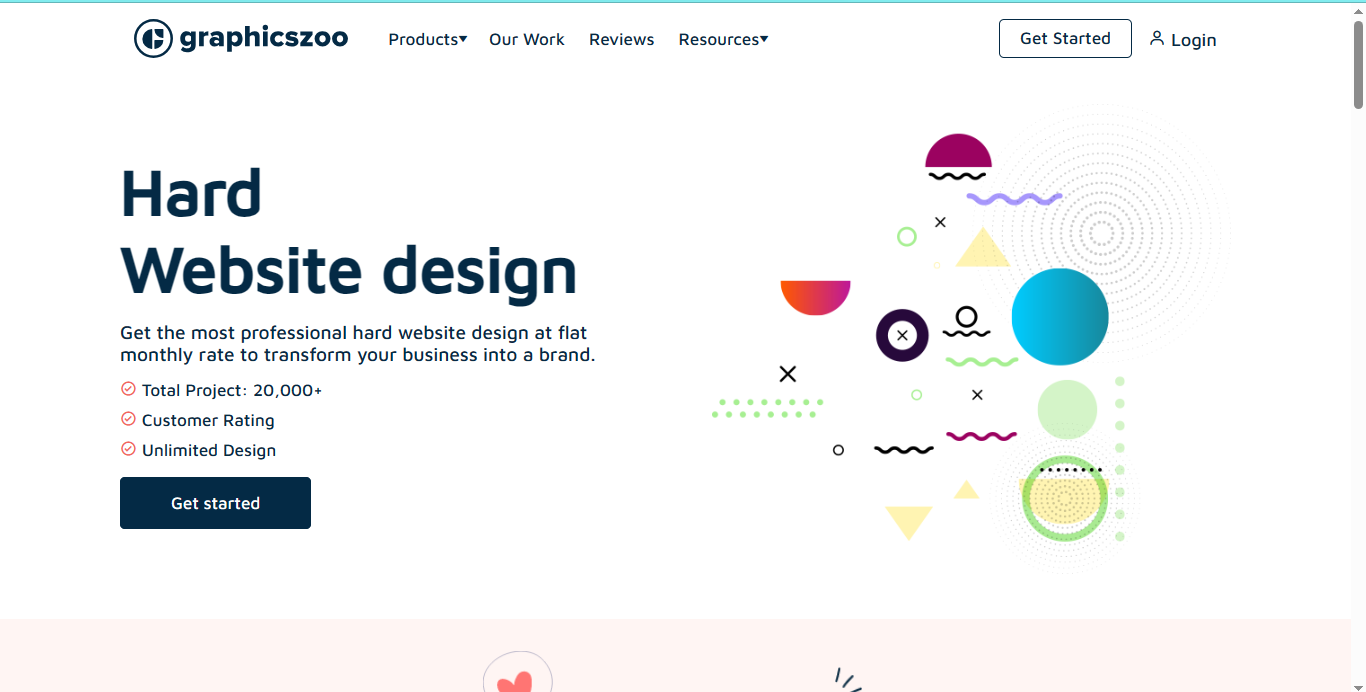 graphicszoo
Products
Our Work
Reviews
Resources
Get Started
Login
Hard
Website design
Get the most professional hard website design at flat
monthly rate to transform your business into a brand.
Total Project: 20,000+
Customer Rating
Unlimited Design
Get started